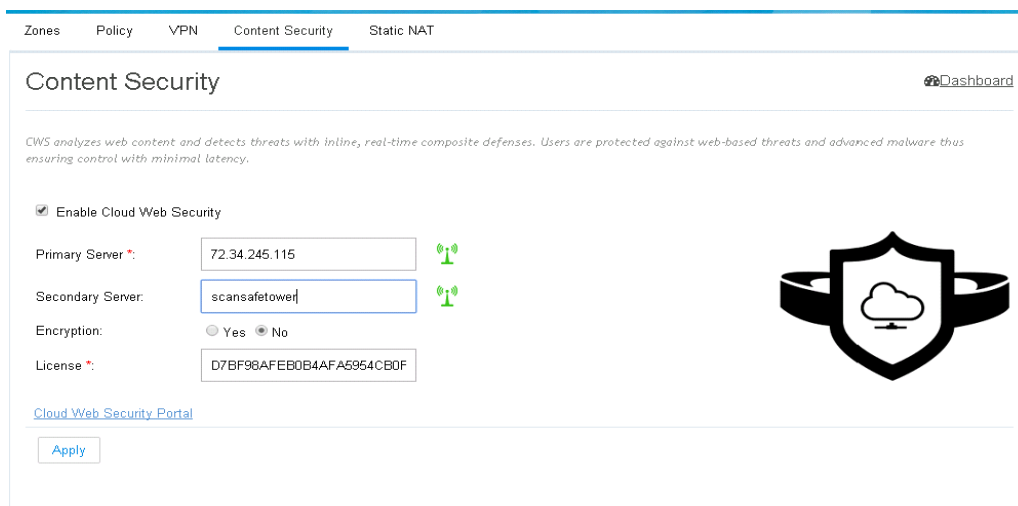 Zones Policy VPN Content Security Static NAT
Content Security
Dashboard
CWS analyzes web content and detects threats with inline, real-time composite defenses. Users are protected against web-based threats and advanced malware thus
ensuring control with minimal latency.
Enable Cloud Web Security
Primary Server *: 72.34.245.115
Secondary Server: scansafetower
Encryption: Yes No
License *: D7BF98AFEB0B4AFA5954CB0F
Cloud Web Security Portal
Apply